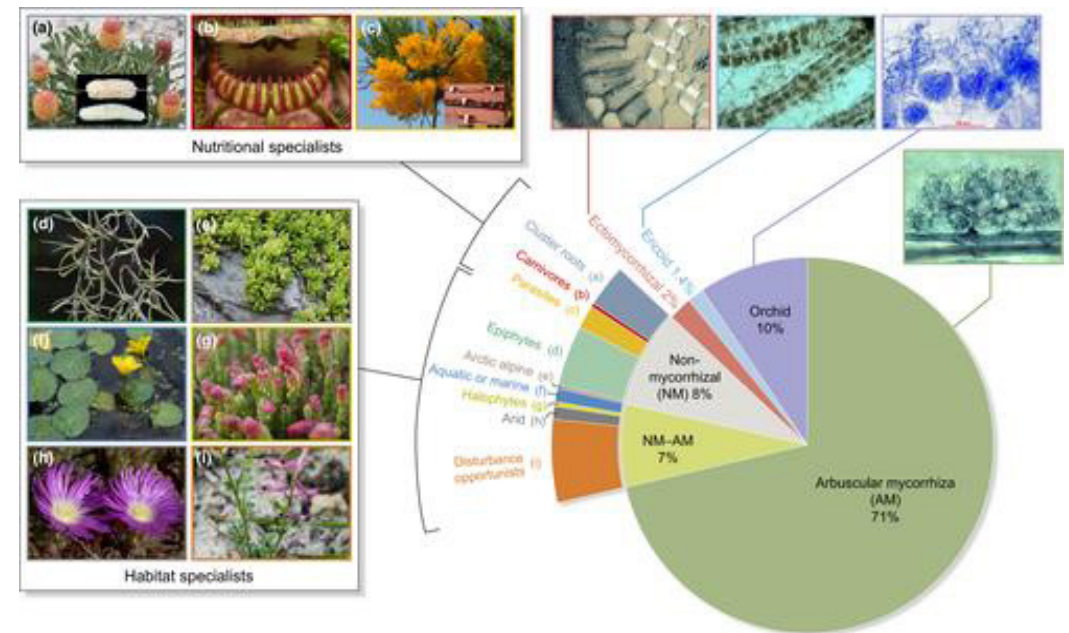 (a)
(b)
(c)
Nutritional specialists
(d)
(e)
(f)
(g)
(h)
(i)
Habitat specialists
Cluster roots (a)
Carnivores (b)
Parasites (c)
Epiphytes (d)
Arctic alpine (e)
Aquatic or marine (f)
Halophytes (g)
Arid (h)
Disturbance (i)
opportunists
Ectomycorrhizal 2%
Ericoid 1.4%
Orchid
10%
Non-
mycorrhizal
(NM) 8%
NM–AM
7%
Arbuscular mycorrhiza
(AM)
71%